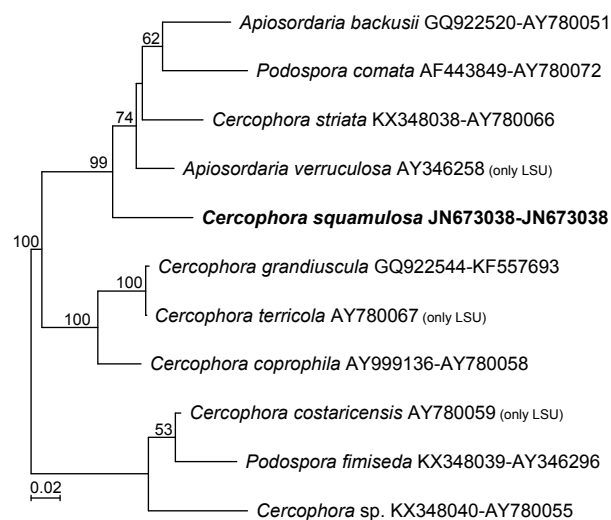 62
Apiosordaria backusii GQ922520-AY780051
Podospora comata AF443849-AY780072
74
Cercophora striata KX348038-AY780066
99
Apiosordaria verruculosa AY346258 (only LSU)
Cercophora squamulosa JN673038-JN673038
100
Cercophora grandiuscula GQ922544-KF557693
100
Cercophora terricola AY780067 (only LSU)
100
Cercophora coprophila AY999136-AY780058
Cercophora costaricensis AY780059 (only LSU)
53
Podospora fimiseda KX348039-AY346296
0.02
Cercophora sp. KX348040-AY780055